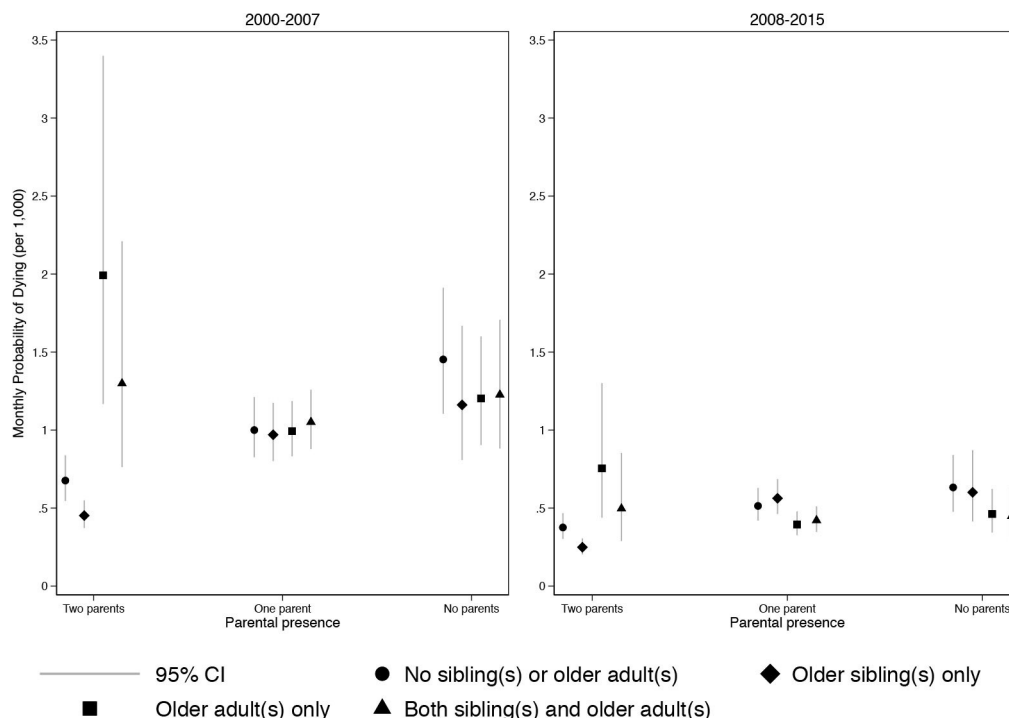 2000-2007
2008-2015
Monthly Probability of Dying (per 1,000)
3.5
3
2.5
2
1.5
1
.5
0
Two parents
One parent
No parents
Parental presence
3.5
3
2.5
2
1.5
1
.5
0
Two parents
One parent
No parents
Parental presence
95% CI
No sibling(s) or older adult(s)
Older sibling(s) only
Older adult(s) only
Both sibling(s) and older adult(s)